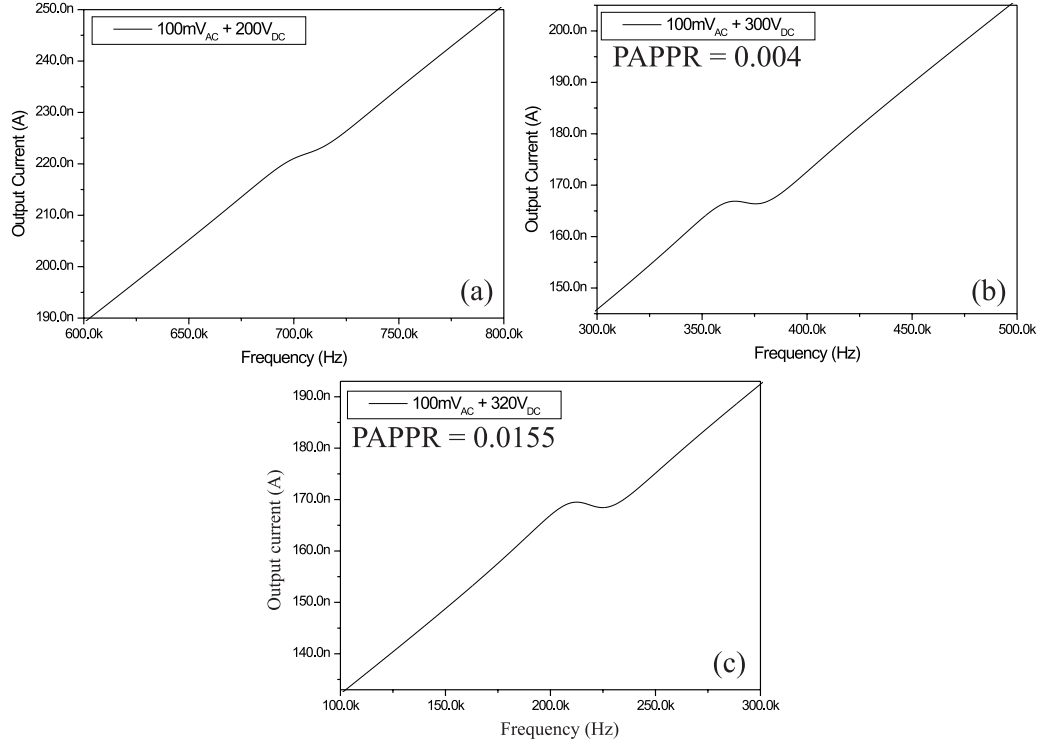 100mV_AC + 200V_DC
250.0n
240.0n
230.0n
220.0n
210.0n
200.0n
190.0n
Output Current (A)
(a)
600.0k 650.0k 700.0k 750.0k 800.0k
Frequency (Hz)
100mV_AC + 300V_DC
PAPPR = 0.004
200.0n
190.0n
180.0n
170.0n
160.0n
150.0n
Output Current (A)
(b)
300.0k 350.0k 400.0k 450.0k 500.0k
Frequency (Hz)
100mV_AC + 320V_DC
PAPPR = 0.0155
190.0n
180.0n
170.0n
160.0n
150.0n
140.0n
Output current (A)
(c)
100.0k 150.0k 200.0k 250.0k 300.0k
Frequency (Hz)